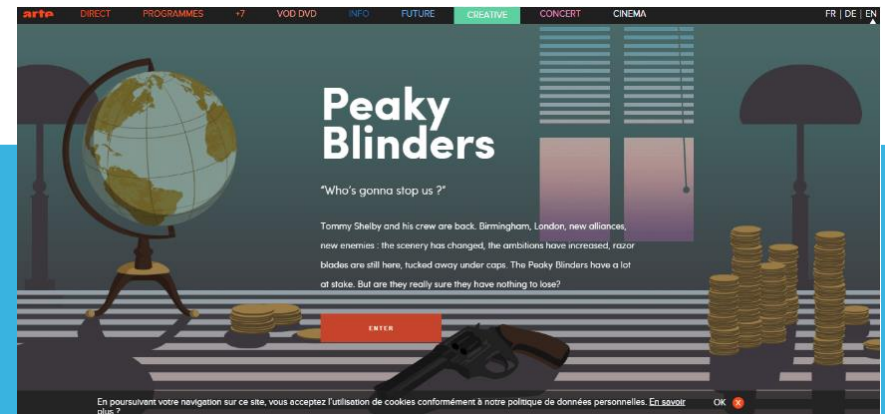 arte DIRECT PROGRAMMES +7 VOD DVD INFO FUTURE CREATIVE CONCERT CINEMA FR | DE | EN
Peaky
Blinders
"Who's gonna stop us ?"
Tommy Shelby and his crew are back. Birmingham, London, new alliances,
new enemies : the scenery has changed, the ambitions have increased, razor
blades are still here, tucked away under caps. The Peaky Blinders have a lot
at stake. But are they really sure they have nothing to lose?
ENTER
En poursuivant votre navigation sur ce site, vous acceptez l'utilisation de cookies conformément à notre politique de données personnelles. En savoir OK
plus ?